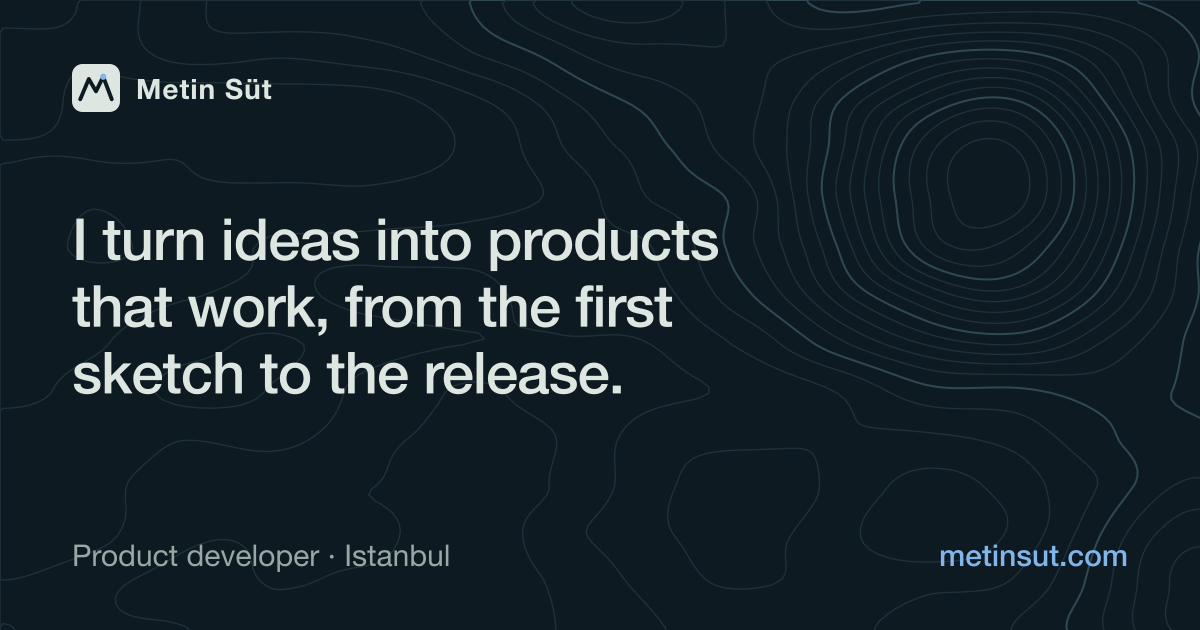 Metin Süt
I turn ideas into products
that work, from the first
sketch to the release.
Product developer · Istanbul
metinsut.com